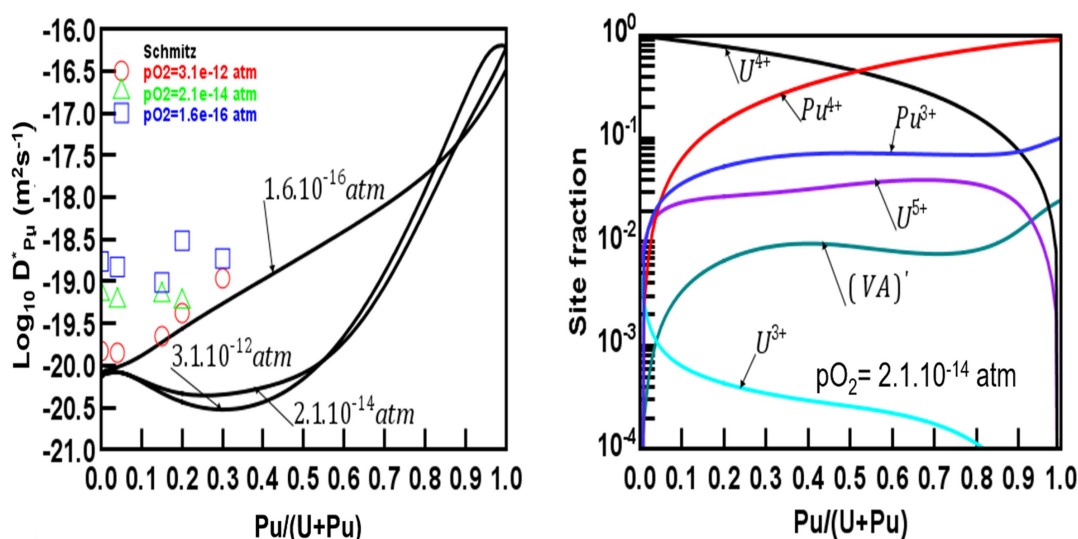 Schmitz
pO2=3.1e-12 atm
pO2=2.1e-14 atm
pO2=1.6e-16 atm
1.6.10⁻¹⁶atm
3.1.10⁻¹²atm
2.1.10⁻¹⁴atm
-16.0
-16.5
-17.0
-17.5
-18.0
-18.5
-19.0
-19.5
-20.0
-20.5
-21.0
Log₁₀ D*Pu (m²s⁻¹)
0.0 0.1 0.2 0.3 0.4 0.5 0.6 0.7 0.8 0.9 1.0
Pu/(U+Pu)
10⁰
10⁻¹
10⁻²
10⁻³
10⁻⁴
Site fraction
U⁴⁺
Pu⁴⁺
Pu³⁺
U⁵⁺
(VA)′
U³⁺
pO₂= 2.1.10⁻¹⁴ atm
0.0 0.1 0.2 0.3 0.4 0.5 0.6 0.7 0.8 0.9 1.0
Pu/(U+Pu)